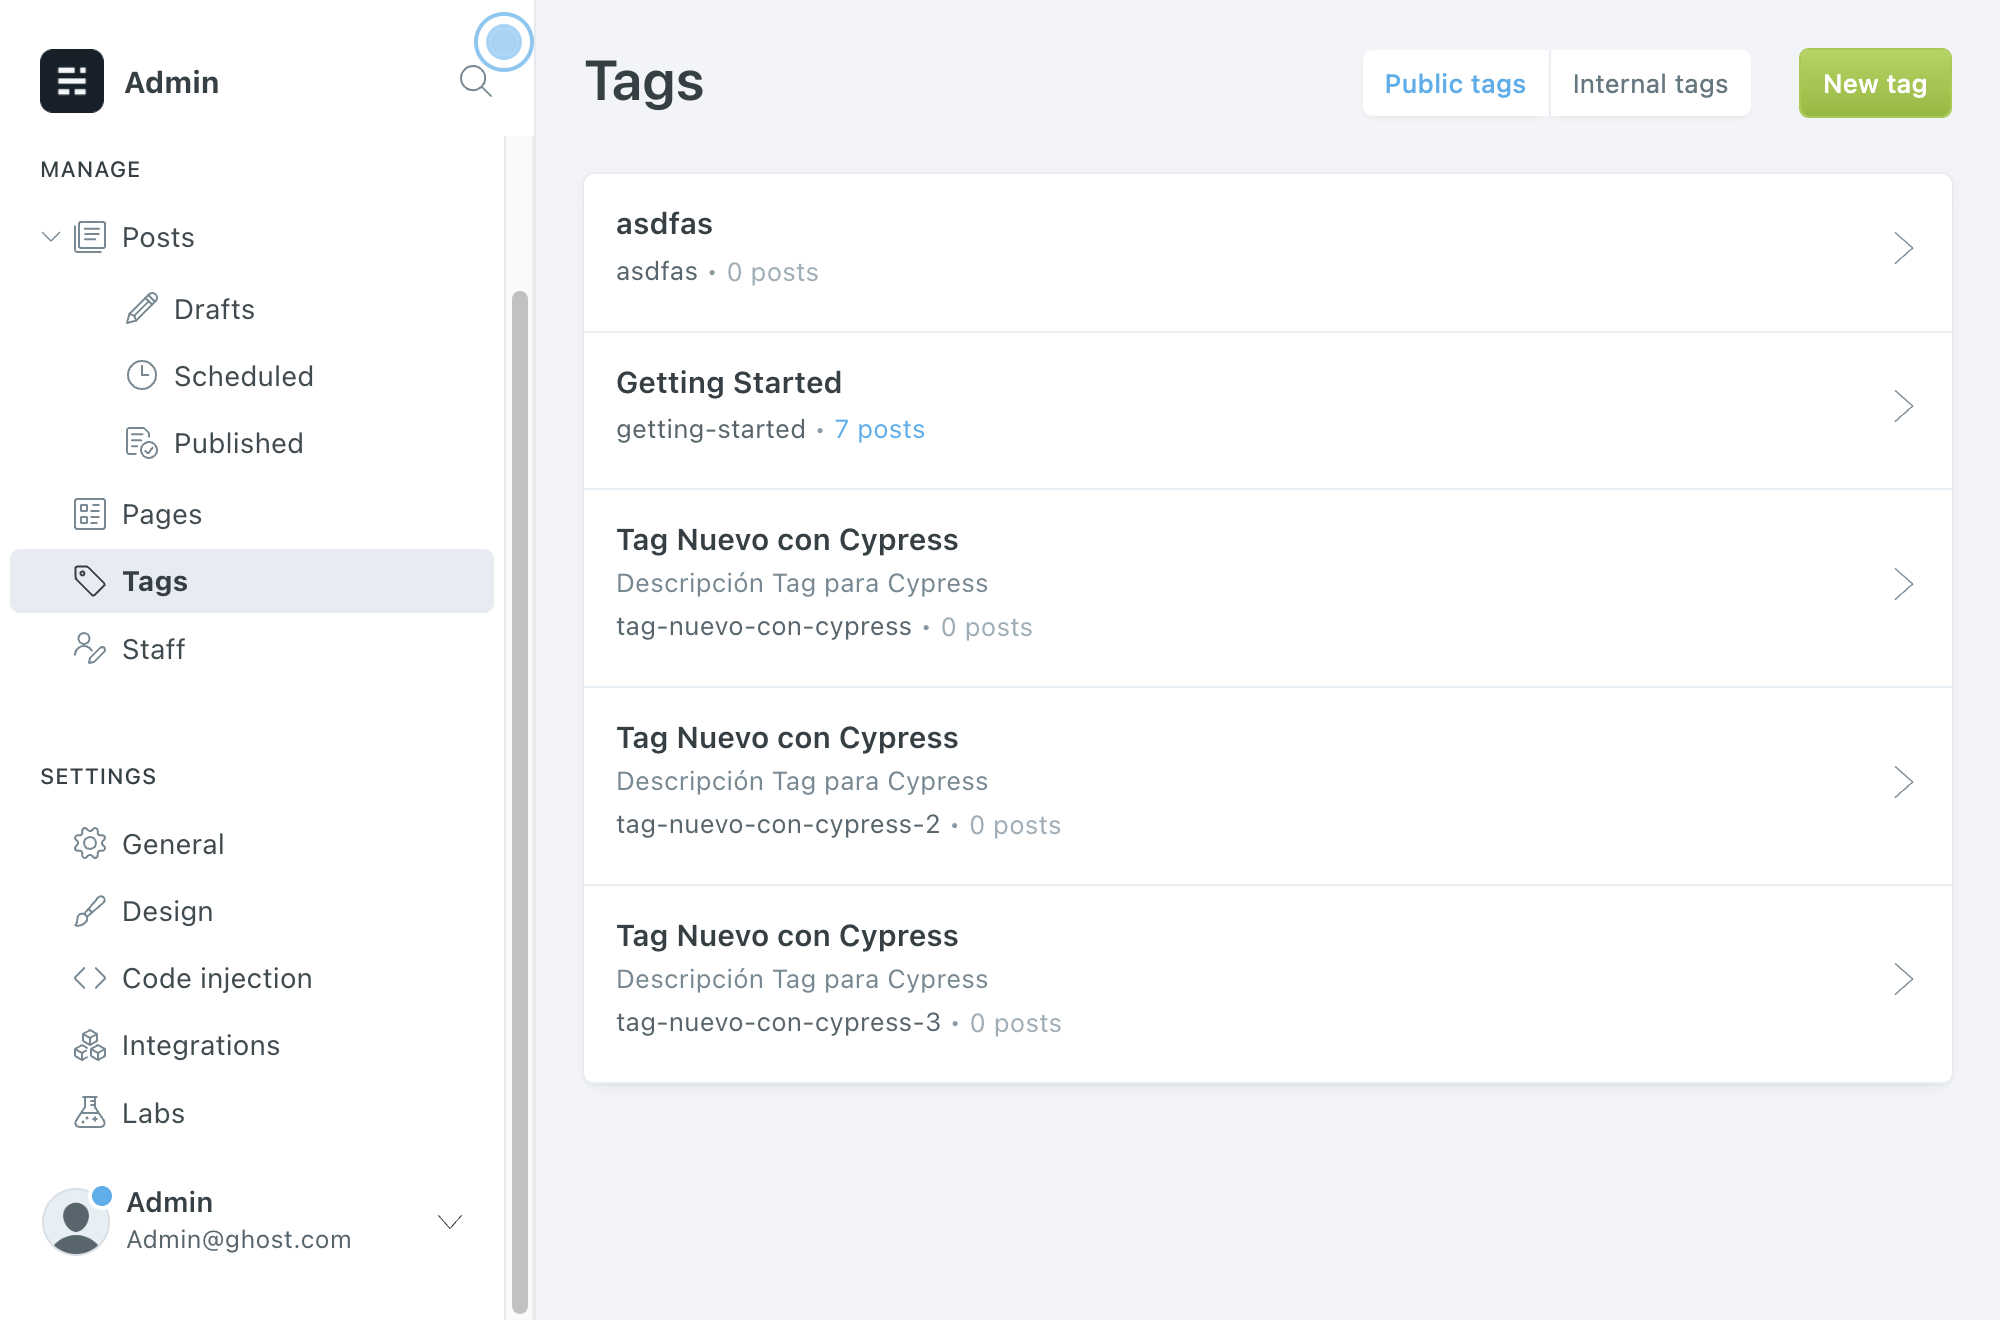 Admin
MANAGE
Posts
Drafts
Scheduled
Published
Pages
Tags
Staff
SETTINGS
General
Design
Code injection
Integrations
Labs
Admin
Admin@ghost.com
Tags
Public tags
Internal tags
New tag
asdfas
asdfas • 0 posts
Getting Started
getting-started • 7 posts
Tag Nuevo con Cypress
Descripción Tag para Cypress
tag-nuevo-con-cypress • 0 posts
Tag Nuevo con Cypress
Descripción Tag para Cypress
tag-nuevo-con-cypress-2 • 0 posts
Tag Nuevo con Cypress
Descripción Tag para Cypress
tag-nuevo-con-cypress-3 • 0 posts